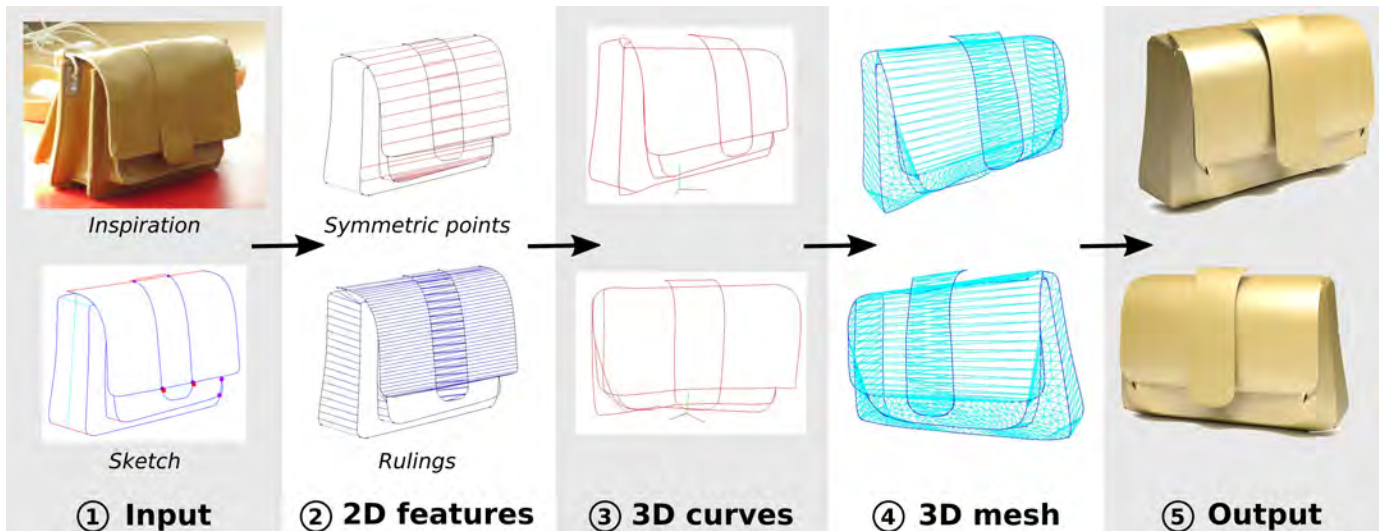 Inspiration
Symmetric points
Sketch
Rulings
① Input
② 2D features
③ 3D curves
④ 3D mesh
⑤ Output